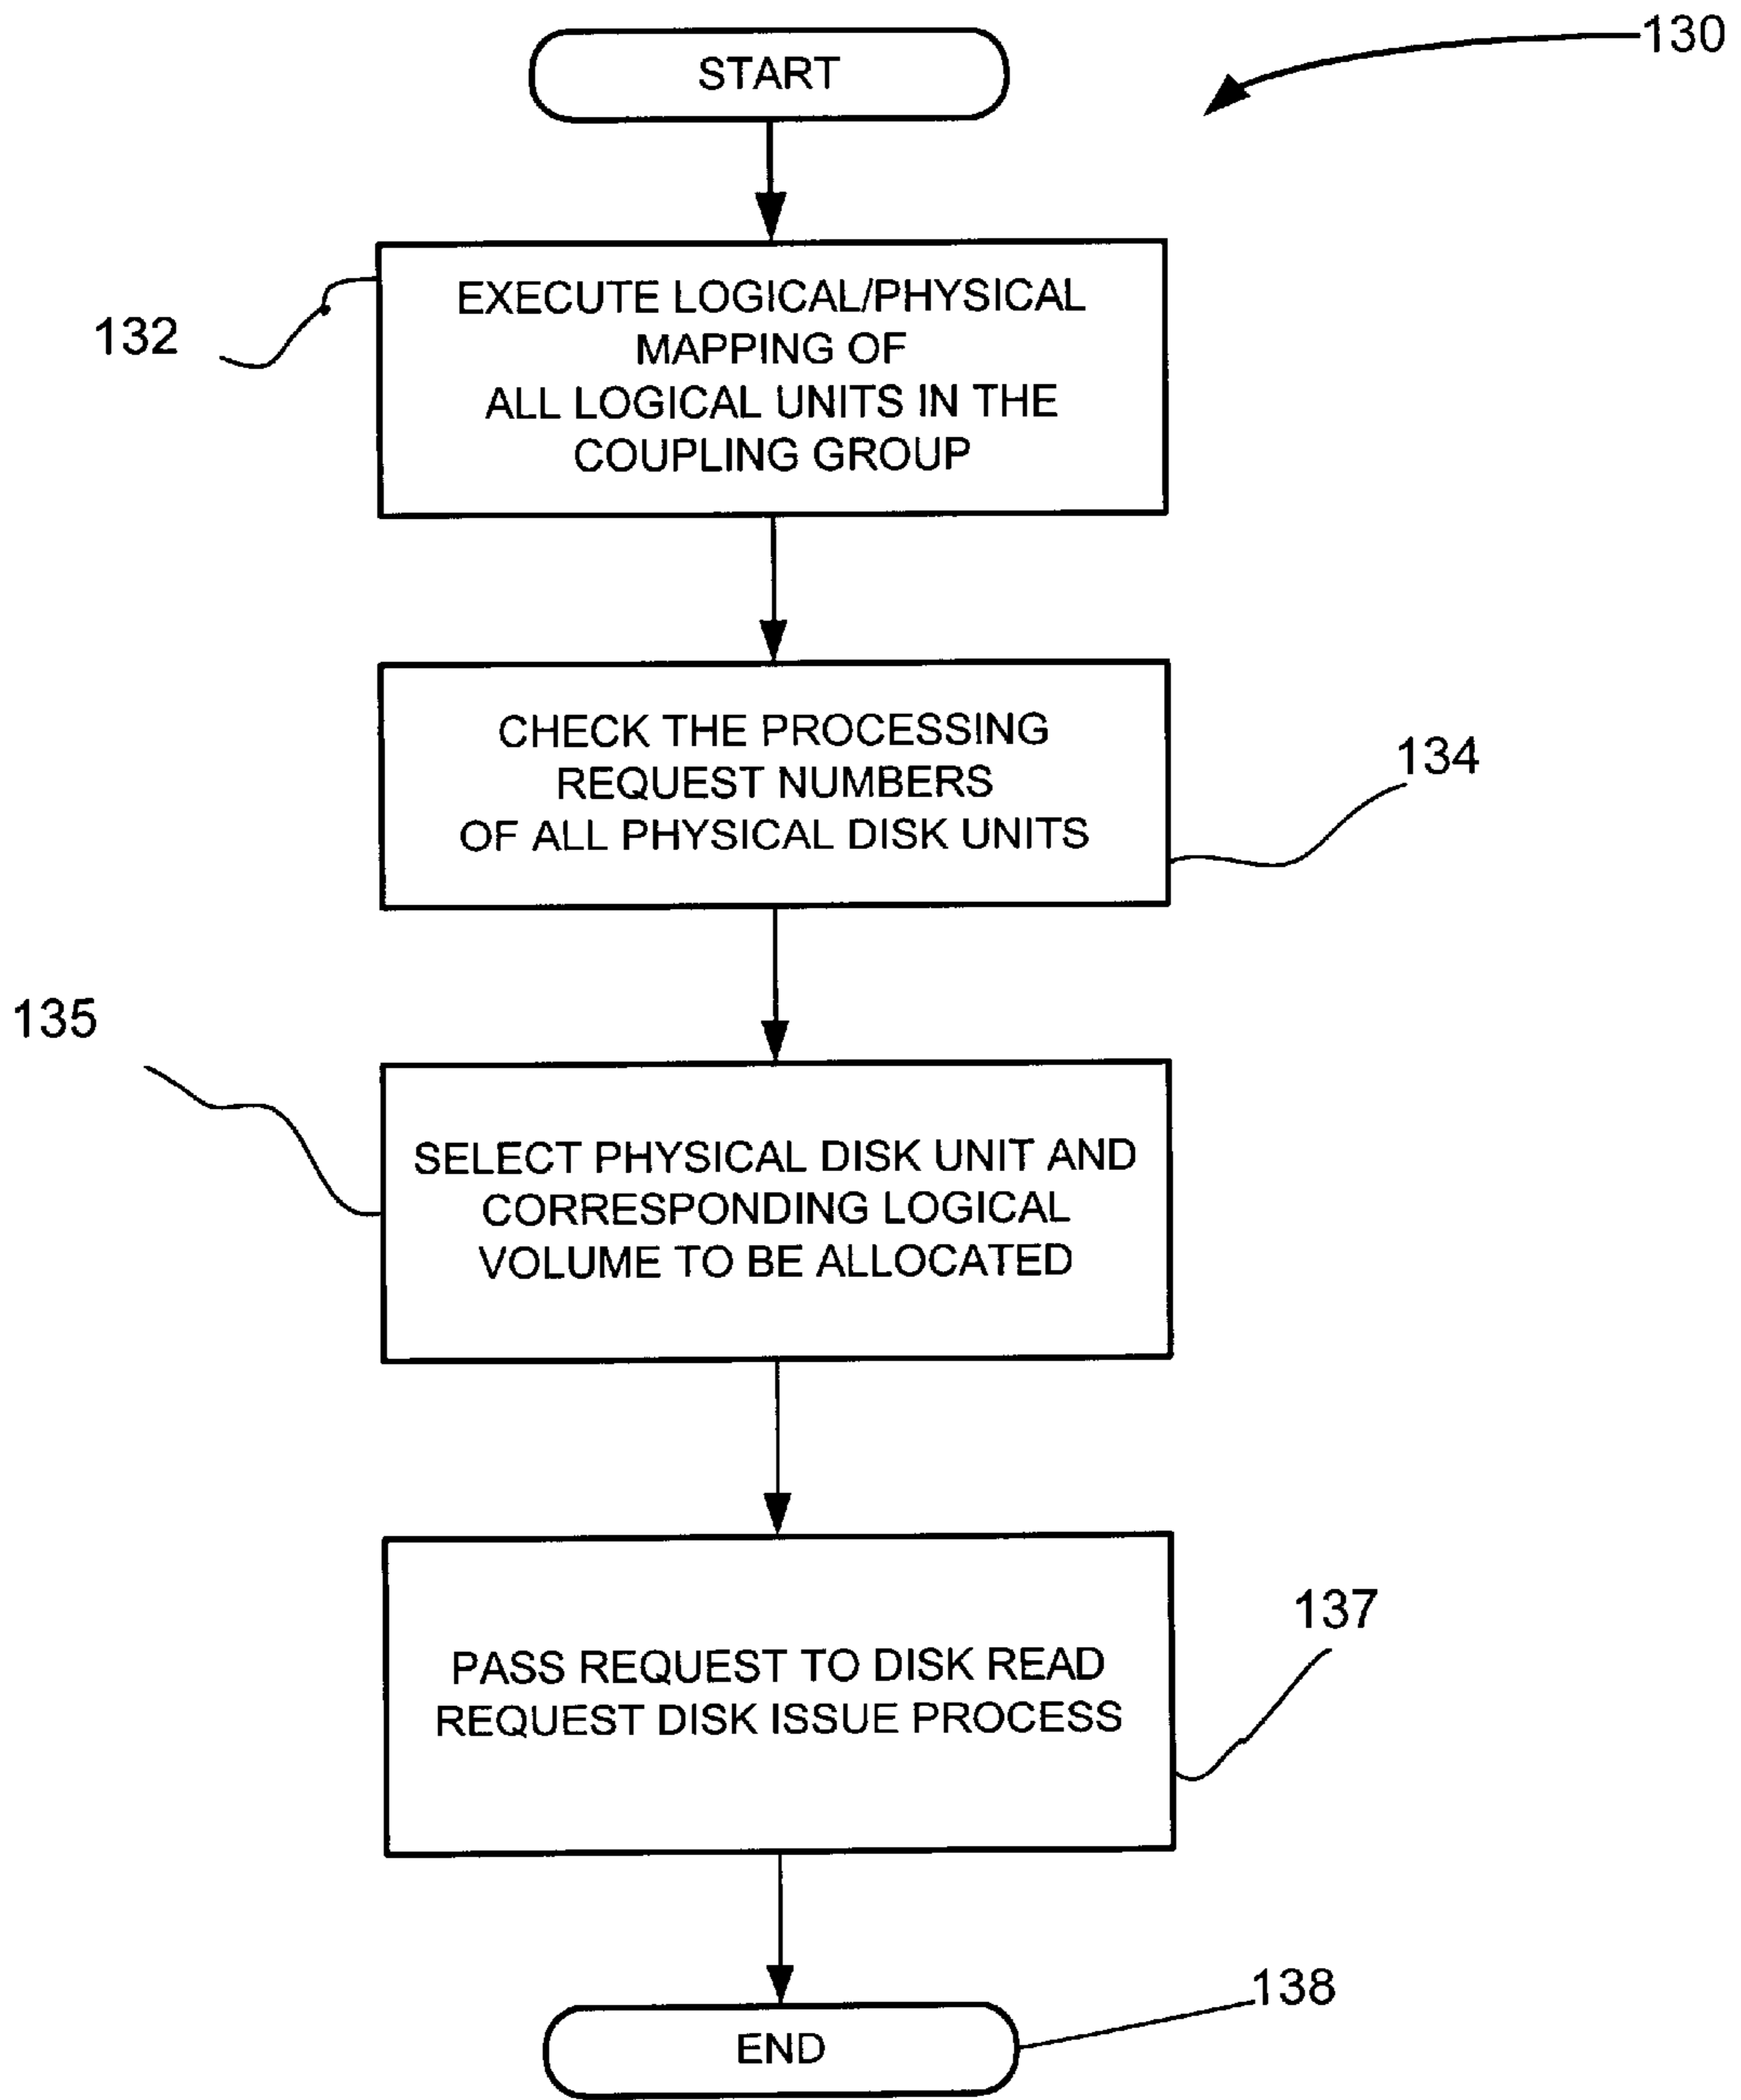 130
START
132
EXECUTE LOGICAL/PHYSICAL
MAPPING OF
ALL LOGICAL UNITS IN THE
COUPLING GROUP
CHECK THE PROCESSING
REQUEST NUMBERS
OF ALL PHYSICAL DISK UNITS
134
135
SELECT PHYSICAL DISK UNIT AND
CORRESPONDING LOGICAL
VOLUME TO BE ALLOCATED
137
PASS REQUEST TO DISK READ
REQUEST DISK ISSUE PROCESS
138
END